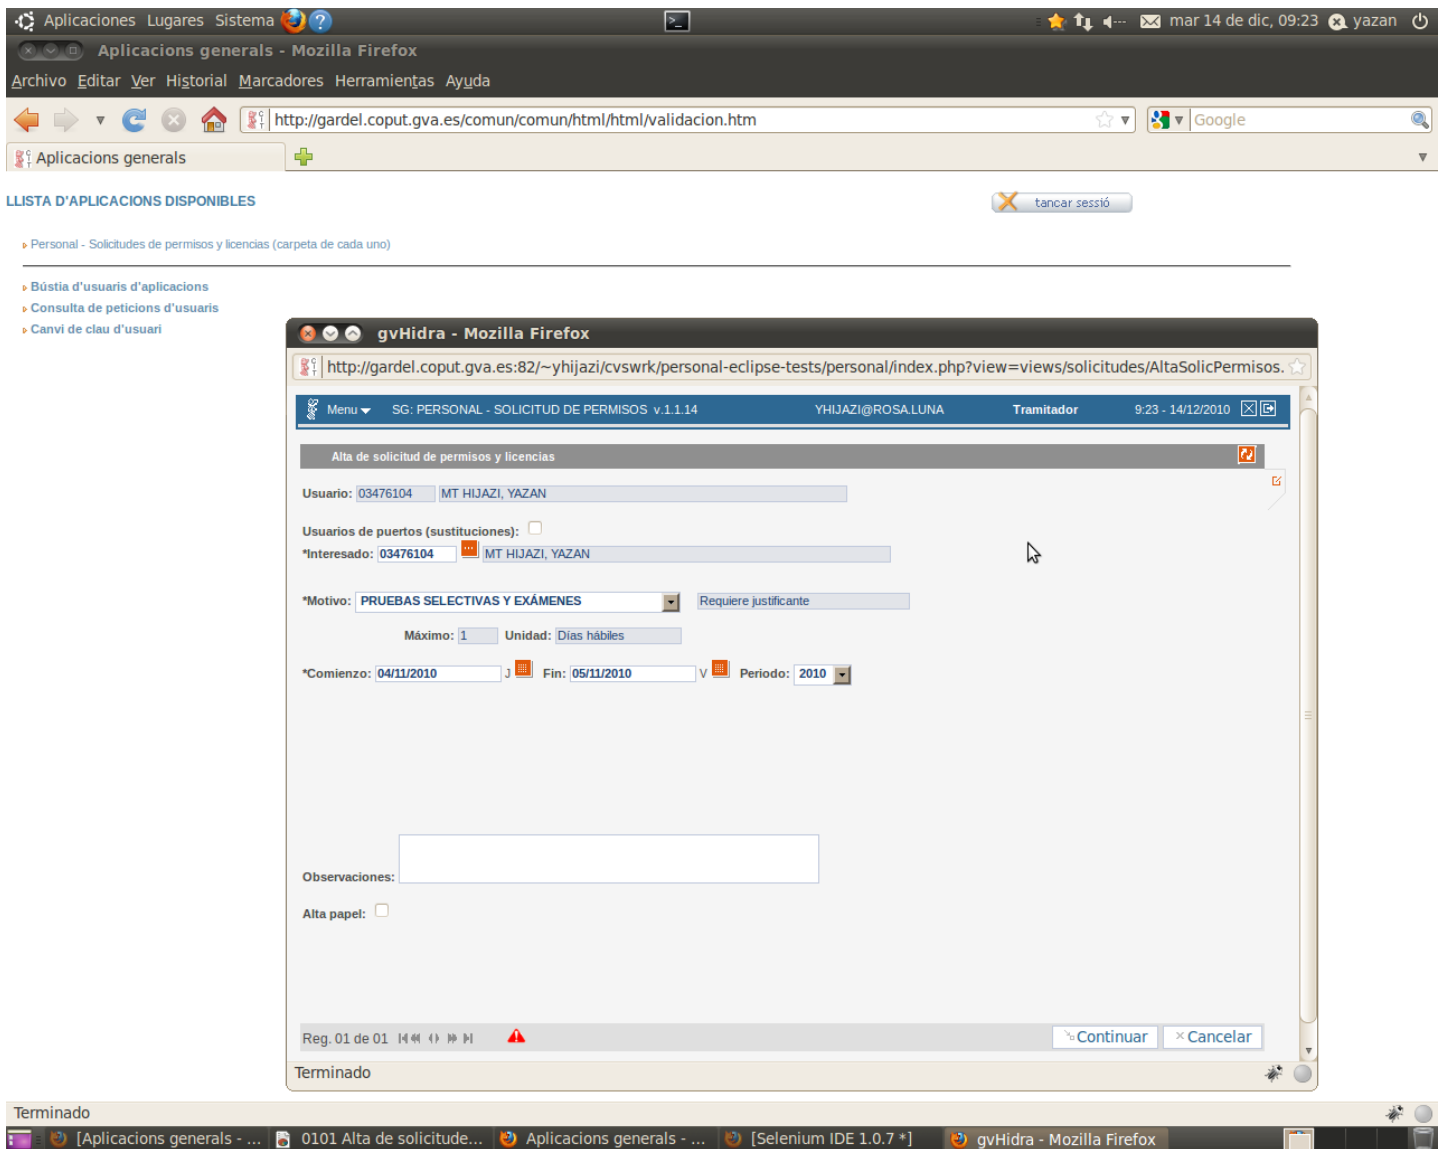 Aplicaciones Lugares Sistema mar 14 de dic, 09:23 yazan
Aplicacions generals - Mozilla Firefox
Archivo Editar Ver Historial Marcadores Herramientas Ayuda
http://gardel.coput.gva.es/comun/comun/html/html/validacion.htm Google
Aplicacions generals
LLISTA D'APLICACIONS DISPONIBLES tancar sessió
Personal - Solicitudes de permisos y licencias (carpeta de cada uno)
Bústia d'usuaris d'aplicacions
Consulta de peticions d'usuaris
Canvi de clau d'usuari
gvHidra - Mozilla Firefox
http://gardel.coput.gva.es:82/~yhijazi/cvswrk/personal-eclipse-tests/personal/index.php?view=views/solicitudes/AltaSolicPermisos.
Menu SG: PERSONAL - SOLICITUD DE PERMISOS v.1.1.14 YHIJAZI@ROSA.LUNA Tramitador 9:23 - 14/12/2010
Alta de solicitud de permisos y licencias
Usuario: 03476104 MT HIJAZI, YAZAN
Usuarios de puertos (sustituciones):
*Interesado: 03476104 MT HIJAZI, YAZAN
*Motivo: PRUEBAS SELECTIVAS Y EXÁMENES Requiere justificante
Máximo: 1 Unidad: Días hábiles
*Comienzo: 04/11/2010 J Fin: 05/11/2010 V Periodo: 2010
Observaciones:
Alta papel:
Reg. 01 de 01 Continuar Cancelar
Terminado
Terminado
[Aplicacions generals - ... 0101 Alta de solicitude... Aplicacions generals - ... [Selenium IDE 1.0.7 *] gvHidra - Mozilla Firefox